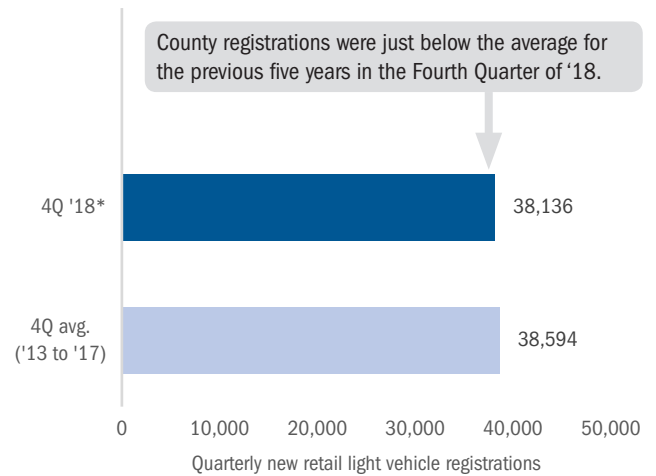 County registrations were just below the average for
the previous five years in the Fourth Quarter of ‘18.
4Q '18*
38,136
4Q avg.
('13 to '17)
38,594
0 10,000 20,000 30,000 40,000 50,000
Quarterly new retail light vehicle registrations